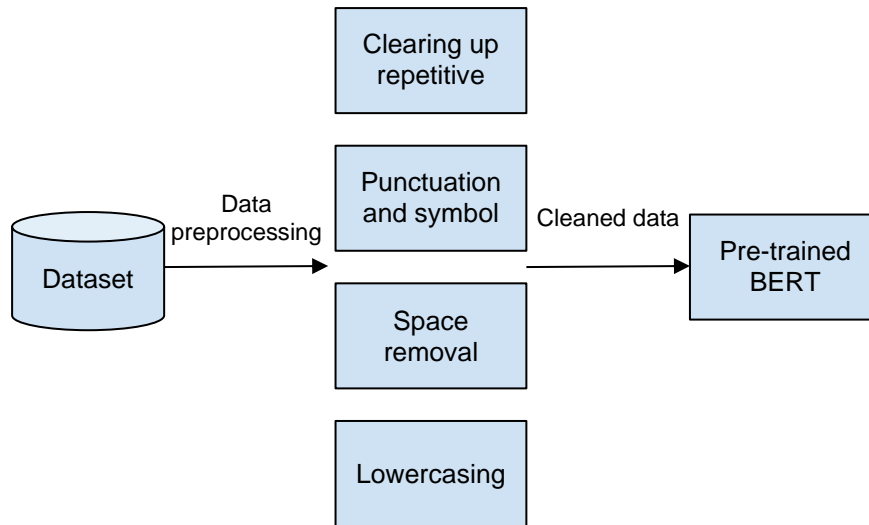 Clearing up
repetitive
Punctuation
and symbol
Data
preprocessing
Cleaned data
Dataset
Pre-trained
BERT
Space
removal
Lowercasing